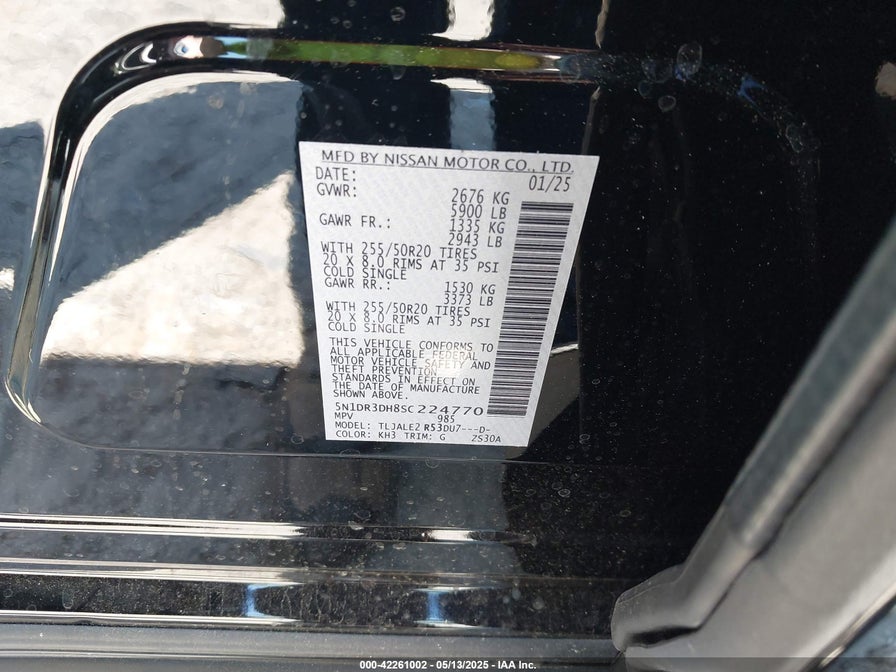 MFD BY NISSAN MOTOR CO., LTD.
DATE: 01/25
GVWR: 2676 KG
5900 LB
GAWR FR.: 1335 KG
2943 LB
WITH 255/50R20 TIRES
20 X 8.0 RIMS AT 35 PSI
COLD SINGLE
GAWR RR.: 1530 KG
3373 LB
WITH 255/50R20 TIRES
20 X 8.0 RIMS AT 35 PSI
COLD SINGLE
THIS VEHICLE CONFORMS TO
ALL APPLICABLE FEDERAL
MOTOR VEHICLE SAFETY AND
THEFT PREVENTION
STANDARDS IN EFFECT ON
THE DATE OF MANUFACTURE
SHOWN ABOVE.
5N1DR3DH8SC224770
MPV 985
MODEL: TLJALE2 R53DU7---D-
COLOR: KH3 TRIM: G ZS30A
000-42261002 - 05/13/2025 - IAA Inc.